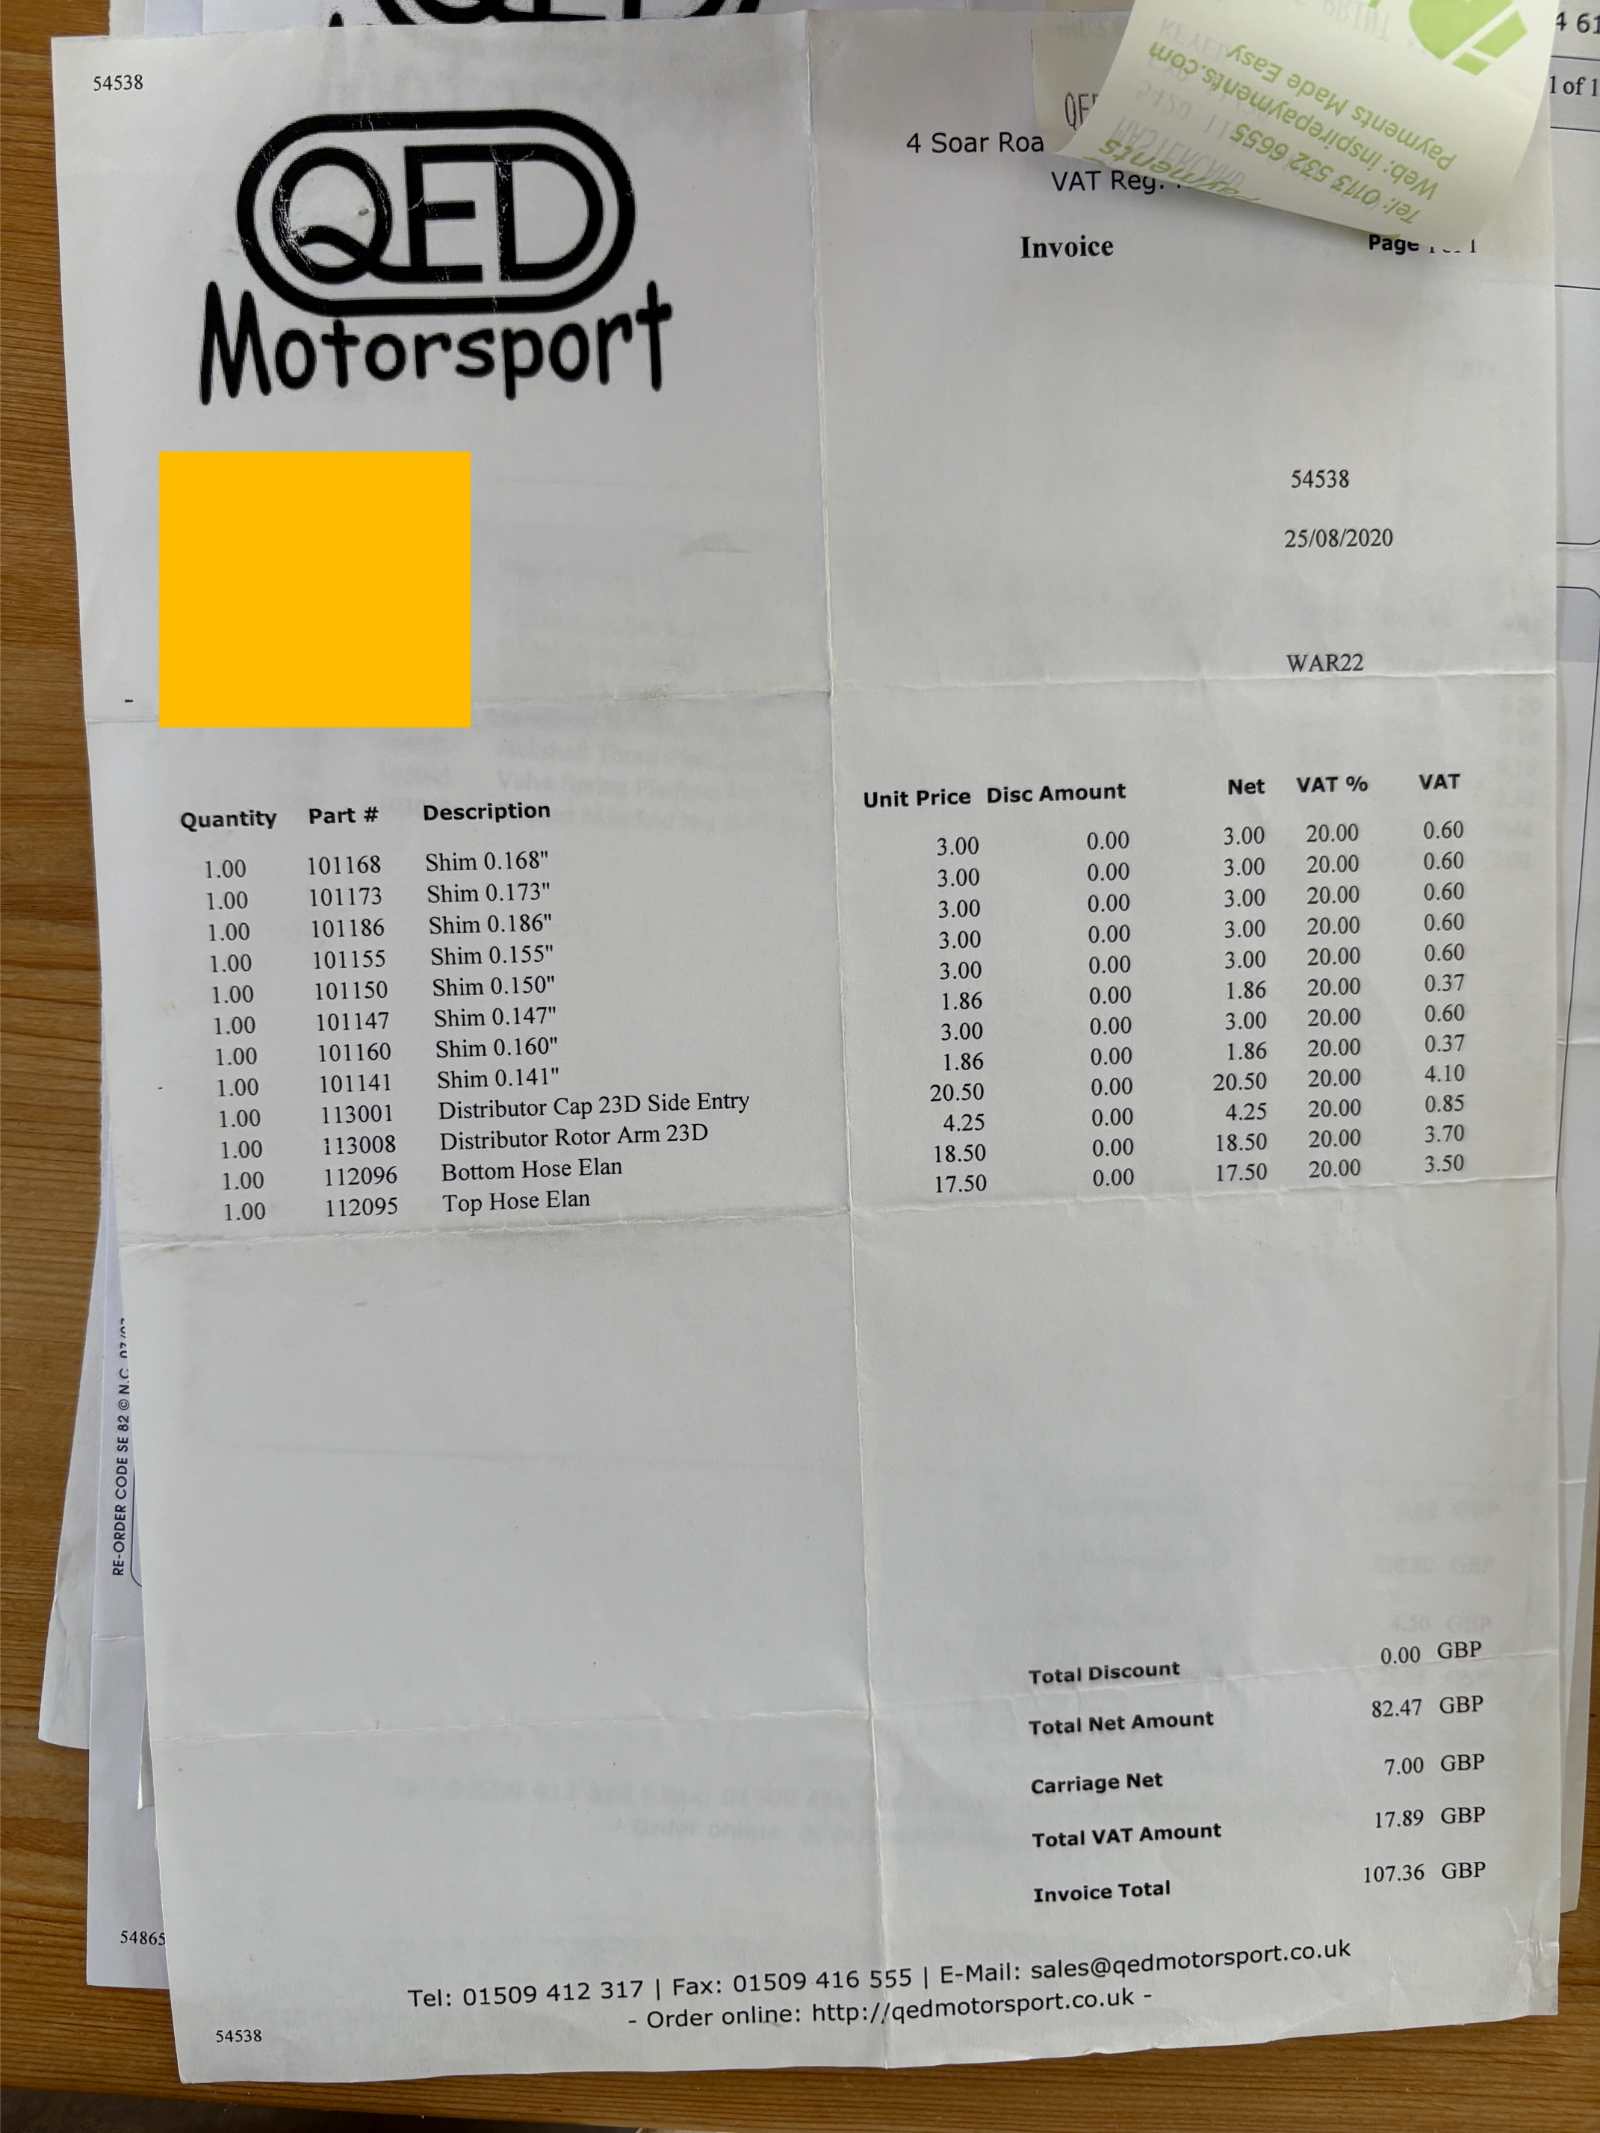 54538
QED
Motorsport
4 Soar Roa
VAT Reg.
Invoice
1
Payments Made Easy
Web: inspirepayments.com
Tel: 0113 532 6655
4 61
1 of 1
54538
25/08/2020
WAR22
Quantity Part # Description Unit Price Disc Amount Net VAT % VAT
1.00 101168 Shim 0.168" 3.00 0.00 3.00 20.00 0.60
1.00 101173 Shim 0.173" 3.00 0.00 3.00 20.00 0.60
1.00 101186 Shim 0.186" 3.00 0.00 3.00 20.00 0.60
1.00 101155 Shim 0.155" 3.00 0.00 3.00 20.00 0.60
1.00 101150 Shim 0.150" 3.00 0.00 3.00 20.00 0.60
1.00 101147 Shim 0.147" 1.86 0.00 1.86 20.00 0.37
1.00 101160 Shim 0.160" 3.00 0.00 3.00 20.00 0.60
1.00 101141 Shim 0.141" 1.86 0.00 1.86 20.00 0.37
1.00 113001 Distributor Cap 23D Side Entry 20.50 0.00 20.50 20.00 4.10
1.00 113008 Distributor Rotor Arm 23D 4.25 0.00 4.25 20.00 0.85
1.00 112096 Bottom Hose Elan 18.50 0.00 18.50 20.00 3.70
1.00 112095 Top Hose Elan 17.50 0.00 17.50 20.00 3.50
RE-ORDER CODE SE 82 © N.C.
Total Discount 0.00 GBP
Total Net Amount 82.47 GBP
Carriage Net 7.00 GBP
Total VAT Amount 17.89 GBP
Invoice Total 107.36 GBP
54865
Tel: 01509 412 317 | Fax: 01509 416 555 | E-Mail: sales@qedmotorsport.co.uk
- Order online: http://qedmotorsport.co.uk -
54538